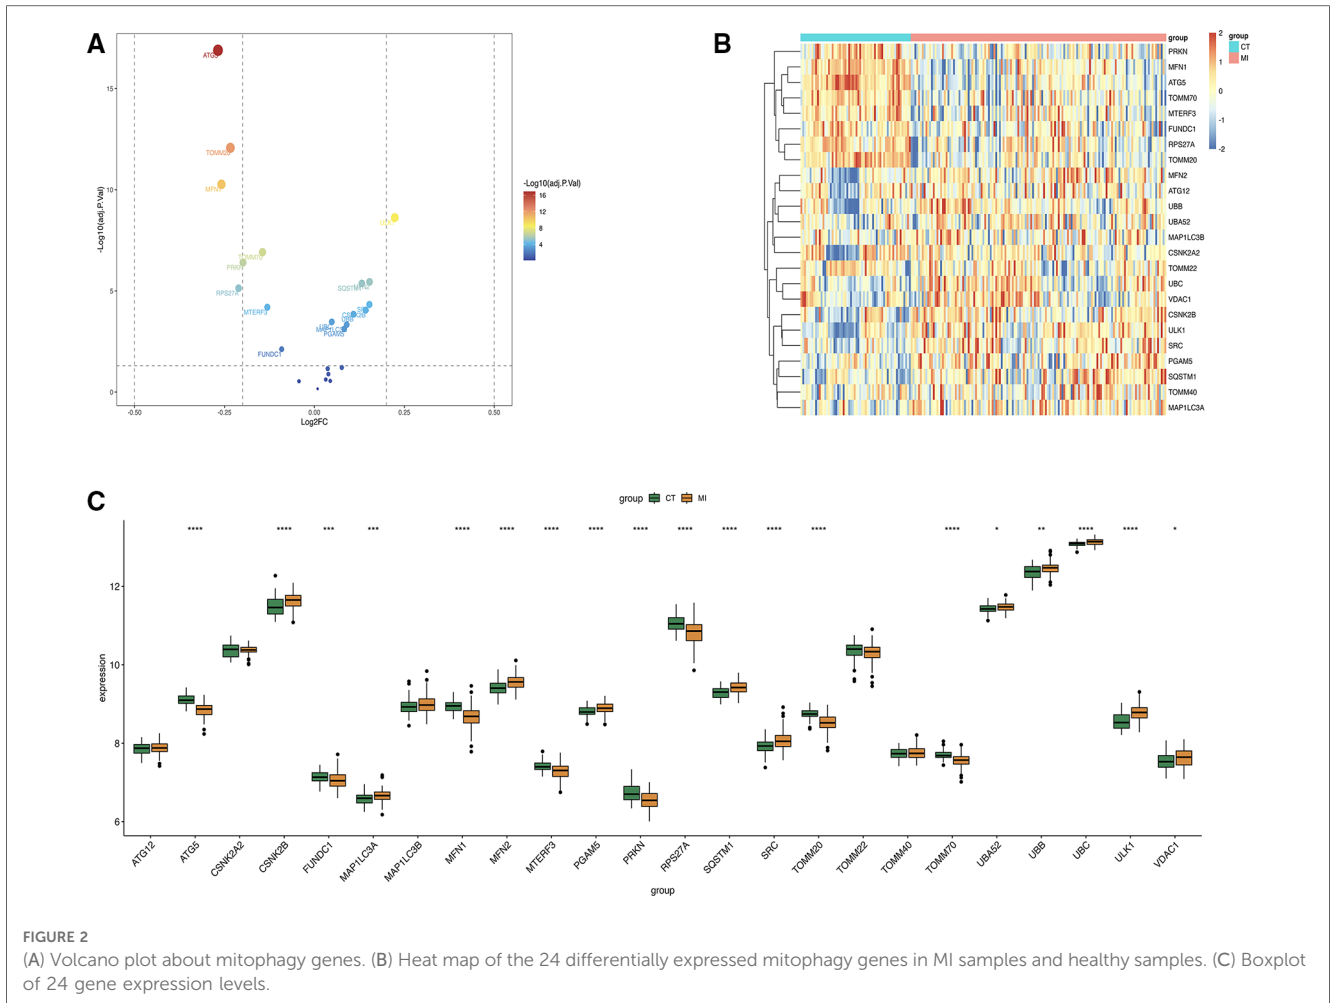 A
B
-Log10(adj.P.Val)
15
10
5
0
-0.50
-0.25
0.00
0.25
0.50
Log2FC
ATG5
TOMM20
MFN1
TOMM70
PRKN
RPS27A
MTERF3
FUNDC1
SQSTM1
CSNK2B
UBC
PGAM5
-Log10(adj.P.Val)
16
12
8
4
group
PRKN
MFN1
ATG5
TOMM70
MTERF3
FUNDC1
RPS27A
TOMM20
MFN2
ATG12
UBB
UBA52
MAP1LC3B
CSNK2A2
TOMM22
UBC
VDAC1
CSNK2B
ULK1
SRC
PGAM5
SQSTM1
TOMM40
MAP1LC3A
2
1
0
-1
-2
group
CT
MI
C
group CT MI
**** **** *** *** **** **** **** **** **** **** **** **** **** **** * ** **** **** *
expression
12
10
8
6
ATG12
ATG5
CSNK2A2
CSNK2B
FUNDC1
MAP1LC3A
MAP1LC3B
MFN1
MFN2
MTERF3
PGAM5
PRKN
RPS27A
SQSTM1
SRC
TOMM20
TOMM22
TOMM40
TOMM70
UBA52
UBB
UBC
ULK1
VDAC1
group
FIGURE 2
(A) Volcano plot about mitophagy genes. (B) Heat map of the 24 differentially expressed mitophagy genes in MI samples and healthy samples. (C) Boxplot
of 24 gene expression levels.